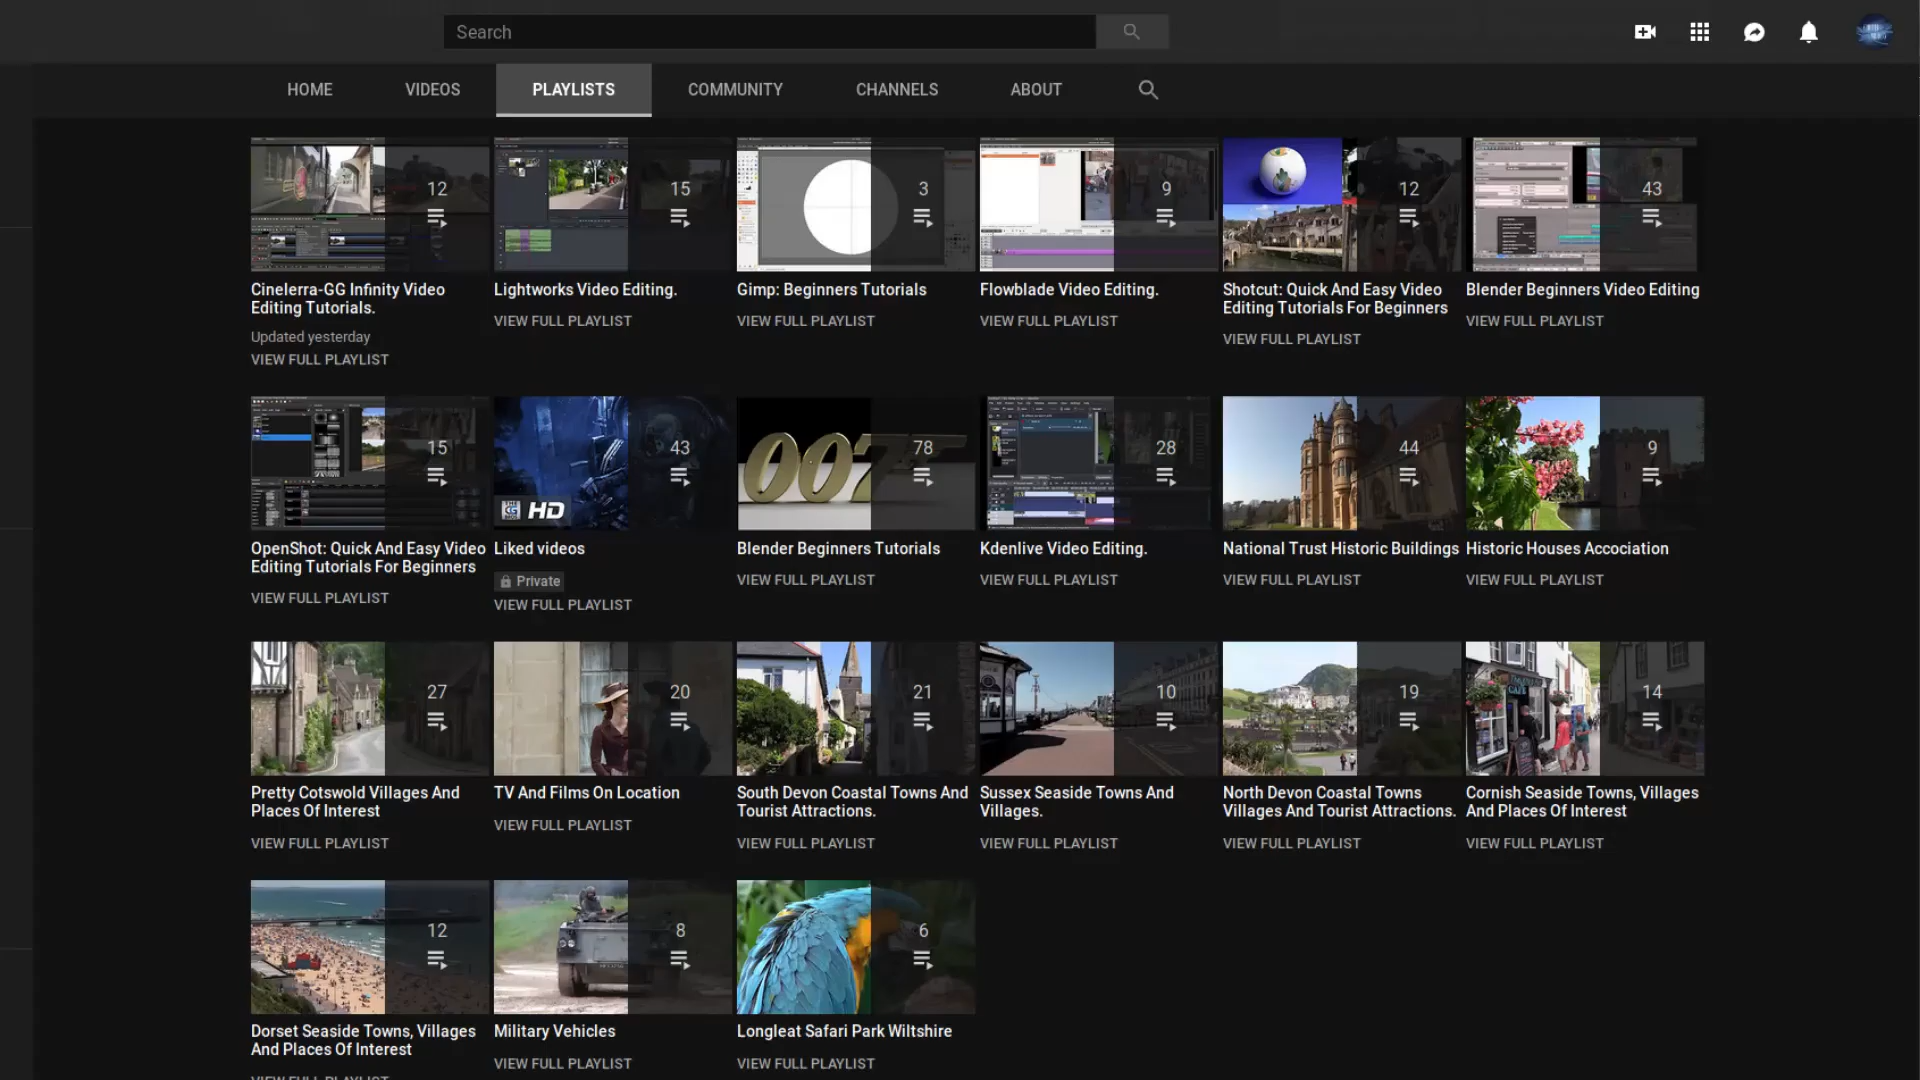 Search
HOME
VIDEOS
PLAYLISTS
COMMUNITY
CHANNELS
ABOUT
12
15
3
9
12
43
Cinelerra-GG Infinity Video
Editing Tutorials.
Updated yesterday
VIEW FULL PLAYLIST
Lightworks Video Editing.
VIEW FULL PLAYLIST
Gimp: Beginners Tutorials
VIEW FULL PLAYLIST
Flowblade Video Editing.
VIEW FULL PLAYLIST
Shotcut: Quick And Easy Video
Editing Tutorials For Beginners
VIEW FULL PLAYLIST
Blender Beginners Video Editing
VIEW FULL PLAYLIST
15
THE CG BROS HD
43
007
78
28
44
9
OpenShot: Quick And Easy Video
Editing Tutorials For Beginners
VIEW FULL PLAYLIST
Liked videos
Private
VIEW FULL PLAYLIST
Blender Beginners Tutorials
VIEW FULL PLAYLIST
Kdenlive Video Editing.
VIEW FULL PLAYLIST
National Trust Historic Buildings
VIEW FULL PLAYLIST
Historic Houses Accociation
VIEW FULL PLAYLIST
27
20
21
10
19
CAFE
14
Pretty Cotswold Villages And
Places Of Interest
VIEW FULL PLAYLIST
TV And Films On Location
VIEW FULL PLAYLIST
South Devon Coastal Towns And
Tourist Attractions.
VIEW FULL PLAYLIST
Sussex Seaside Towns And
Villages.
VIEW FULL PLAYLIST
North Devon Coastal Towns
Villages And Tourist Attractions.
VIEW FULL PLAYLIST
Cornish Seaside Towns, Villages
And Places Of Interest
VIEW FULL PLAYLIST
12
8
6
Dorset Seaside Towns, Villages
And Places Of Interest
VIEW FULL PLAYLIST
Military Vehicles
VIEW FULL PLAYLIST
Longleat Safari Park Wiltshire
VIEW FULL PLAYLIST